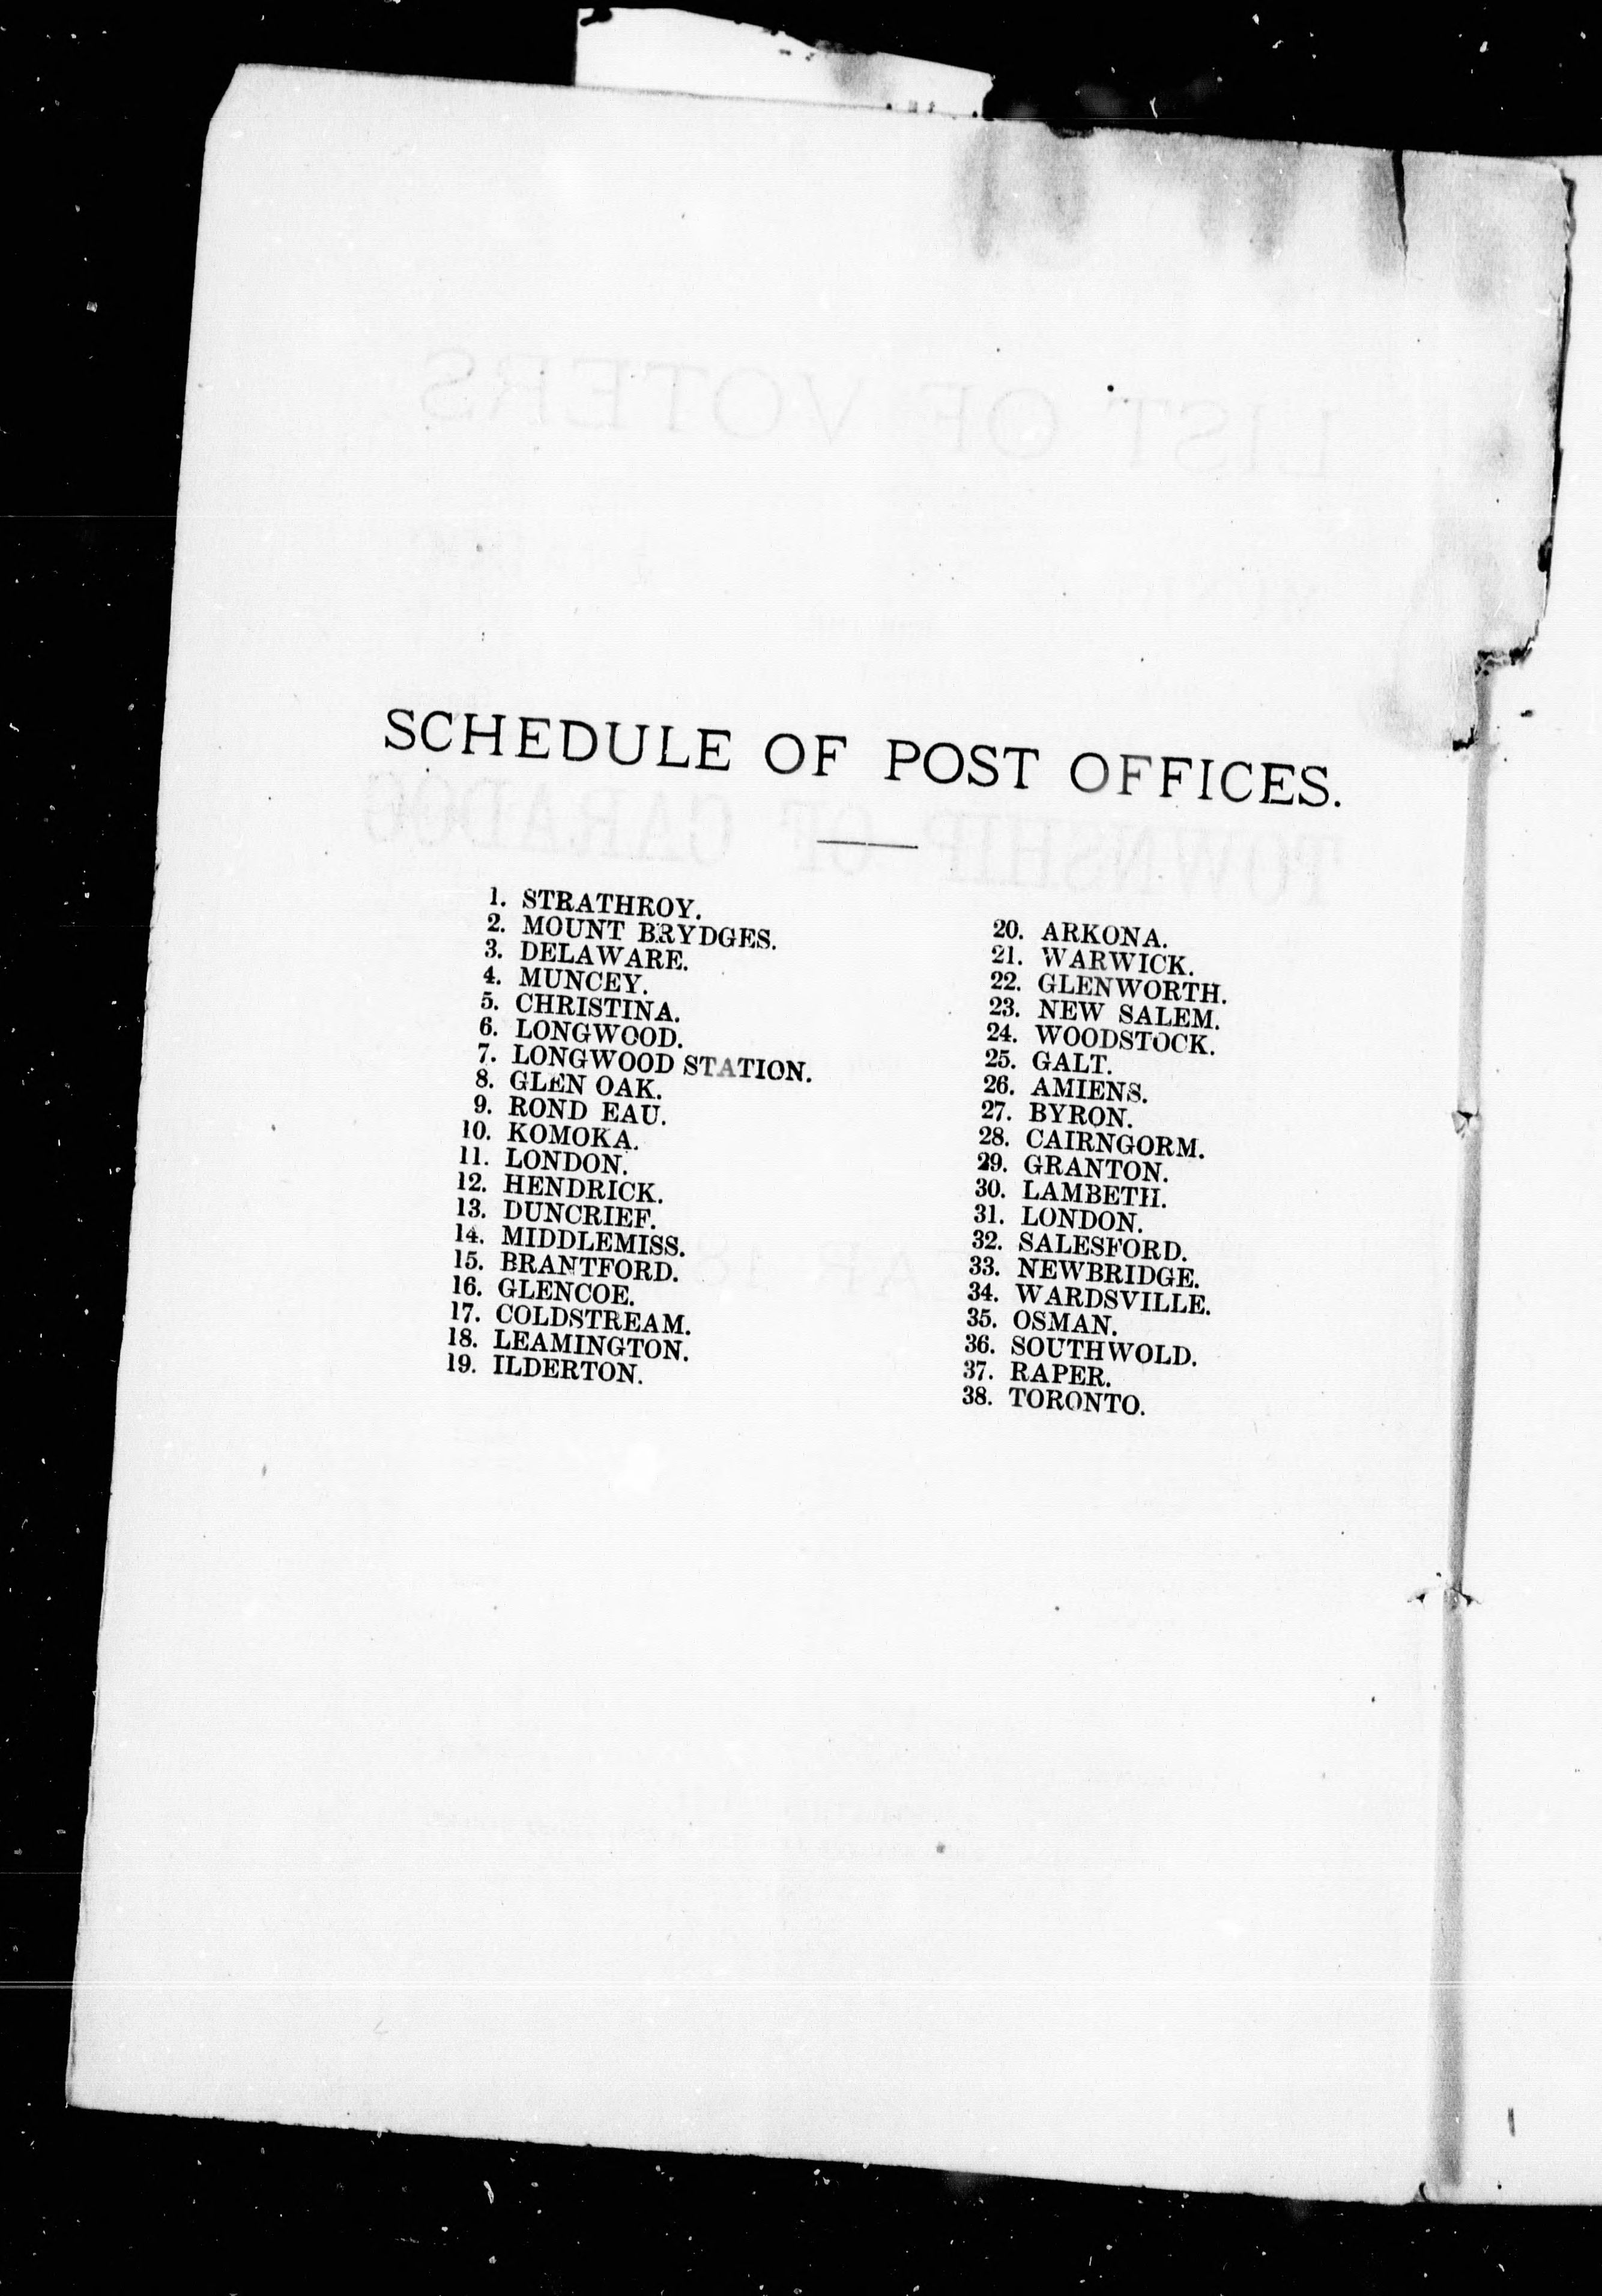 SCHEDULE OF POST OFFICES.
1. STRATHROY.
2. MOUNT BRYDGES.
3. DELAWARE.
4. MUNCEY.
5. CHRISTINA.
6. LONGWOOD.
7. LONGWOOD STATION.
8. GLEN OAK.
9. ROND EAU.
10. KOMOKA.
11. LONDON.
12. HENDRICK.
13. DUNCRIEF.
14. MIDDLEMISS.
15. BRANTFORD.
16. GLENCOE.
17. COLDSTREAM.
18. LEAMINGTON.
19. ILDERTON.
20. ARKONA.
21. WARWICK.
22. GLENWORTH.
23. NEW SALEM.
24. WOODSTOCK.
25. GALT.
26. AMIENS.
27. BYRON.
28. CAIRNGORM.
29. GRANTON.
30. LAMBETH.
31. LONDON.
32. SALESFORD.
33. NEWBRIDGE.
34. WARDSVILLE.
35. OSMAN.
36. SOUTHWOLD.
37. RAPER.
38. TORONTO.